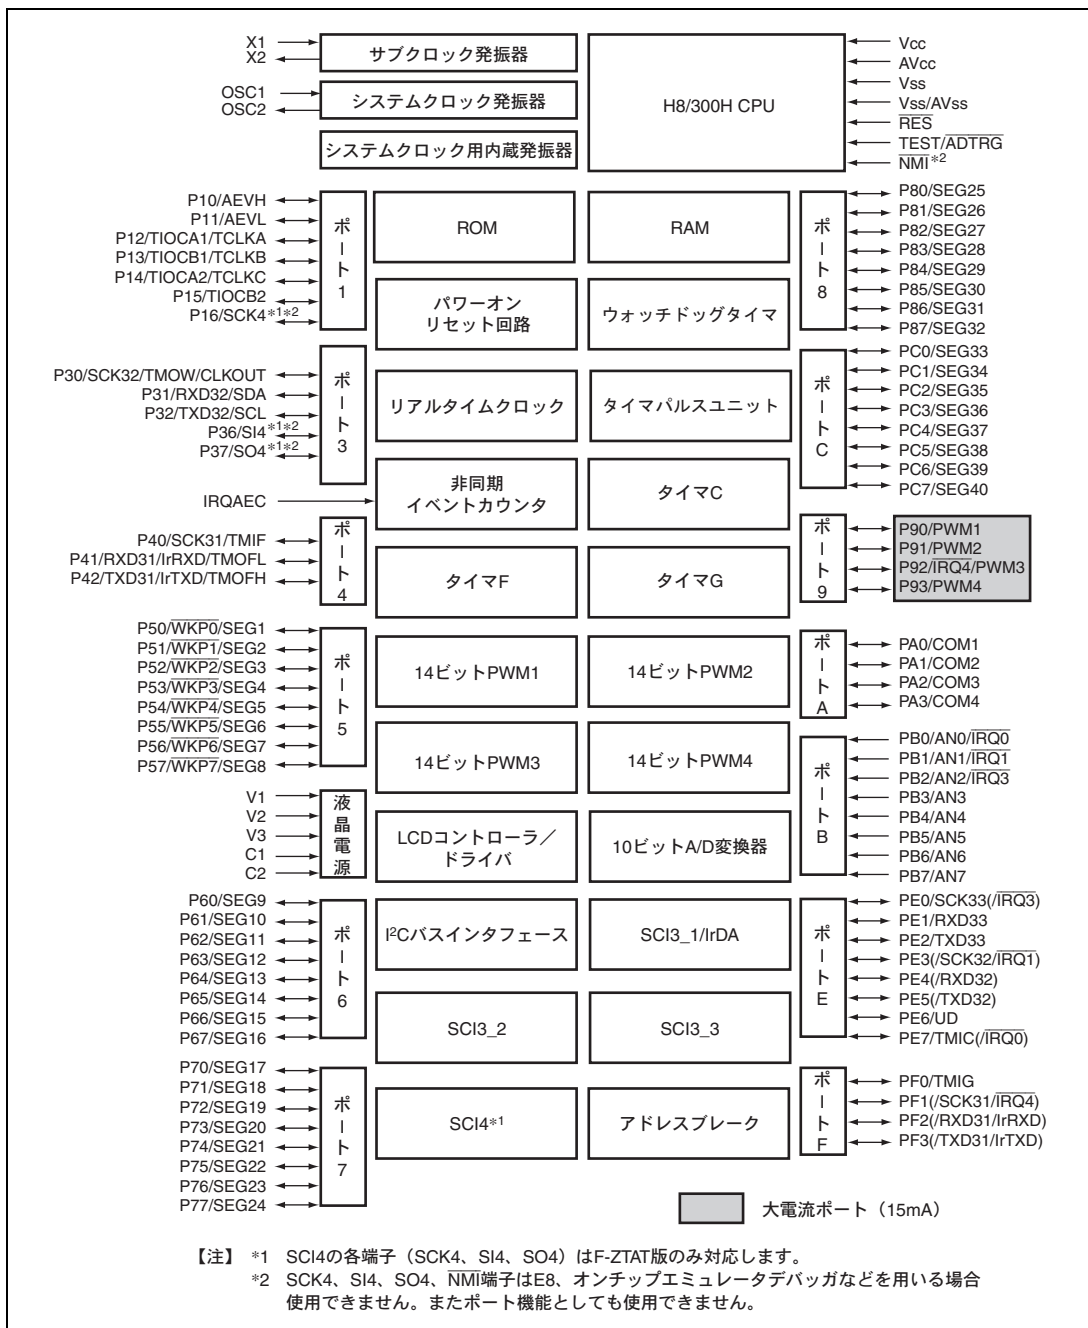 X1
X2
サブクロック発振器
OSC1
OSC2
システムクロック発振器
システムクロック用内蔵発振器
H8/300H CPU
Vcc
AVcc
Vss
Vss/AVss
RES
TEST/ADTRG
NMI*2
P10/AEVH
P11/AEVL
P12/TIOCA1/TCLKA
P13/TIOCB1/TCLKB
P14/TIOCA2/TCLKC
P15/TIOCB2
P16/SCK4*1*2
ポート1
ROM
RAM
ポート8
P80/SEG25
P81/SEG26
P82/SEG27
P83/SEG28
P84/SEG29
P85/SEG30
P86/SEG31
P87/SEG32
パワーオン
リセット回路
ウォッチドッグタイマ
P30/SCK32/TMOW/CLKOUT
P31/RXD32/SDA
P32/TXD32/SCL
P36/SI4*1*2
P37/SO4*1*2
ポート3
リアルタイムクロック
タイマパルスユニット
ポートC
PC0/SEG33
PC1/SEG34
PC2/SEG35
PC3/SEG36
PC4/SEG37
PC5/SEG38
PC6/SEG39
PC7/SEG40
IRQAEC
非同期
イベントカウンタ
タイマC
P40/SCK31/TMIF
P41/RXD31/IrRXD/TMOFL
P42/TXD31/IrTXD/TMOFH
ポート4
タイマF
タイマG
ポート9
P90/PWM1
P91/PWM2
P92/IRQ4/PWM3
P93/PWM4
P50/WKP0/SEG1
P51/WKP1/SEG2
P52/WKP2/SEG3
P53/WKP3/SEG4
P54/WKP4/SEG5
P55/WKP5/SEG6
P56/WKP6/SEG7
P57/WKP7/SEG8
ポート5
14ビットPWM1
14ビットPWM2
ポートA
PA0/COM1
PA1/COM2
PA2/COM3
PA3/COM4
14ビットPWM3
14ビットPWM4
ポートB
PB0/AN0/IRQ0
PB1/AN1/IRQ1
PB2/AN2/IRQ3
PB3/AN3
PB4/AN4
PB5/AN5
PB6/AN6
PB7/AN7
V1
V2
V3
C1
C2
液晶電源
LCDコントローラ／
ドライバ
10ビットA/D変換器
P60/SEG9
P61/SEG10
P62/SEG11
P63/SEG12
P64/SEG13
P65/SEG14
P66/SEG15
P67/SEG16
ポート6
I²Cバスインタフェース
SCI3_1/IrDA
ポートE
PE0/SCK33(/IRQ3)
PE1/RXD33
PE2/TXD33
PE3(/SCK32/IRQ1)
PE4(/RXD32)
PE5(/TXD32)
PE6/UD
PE7/TMIC(/IRQ0)
SCI3_2
SCI3_3
P70/SEG17
P71/SEG18
P72/SEG19
P73/SEG20
P74/SEG21
P75/SEG22
P76/SEG23
P77/SEG24
ポート7
SCI4*1
アドレスブレーク
ポートF
PF0/TMIG
PF1(/SCK31/IRQ4)
PF2(/RXD31/IrRXD)
PF3(/TXD31/IrTXD)
大電流ポート（15mA）
【注】 *1 SCI4の各端子（SCK4、SI4、SO4）はF-ZTAT版のみ対応します。
*2 SCK4、SI4、SO4、NMI端子はE8、オンチップエミュレータデバッガなどを用いる場合
使用できません。またポート機能としても使用できません。